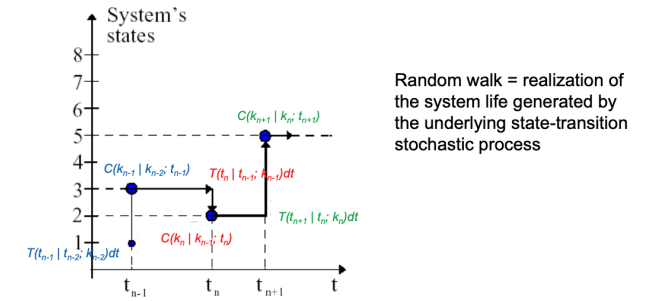 System's
states
8
7
6
5
4
3
2
1
C(kₙ₊₁ | kₙ; tₙ₊₁)
C(kₙ₋₁ | kₙ₋₂; tₙ₋₁)
T(tₙ | tₙ₋₁; kₙ₋₁)dt
T(tₙ₊₁ | tₙ; kₙ)dt
C(kₙ | kₙ₋₁; tₙ)
T(tₙ₋₁ | tₙ₋₂; kₙ₋₂)dt
tₙ₋₁ tₙ tₙ₊₁ t
Random walk = realization of
the system life generated by
the underlying state-transition
stochastic process